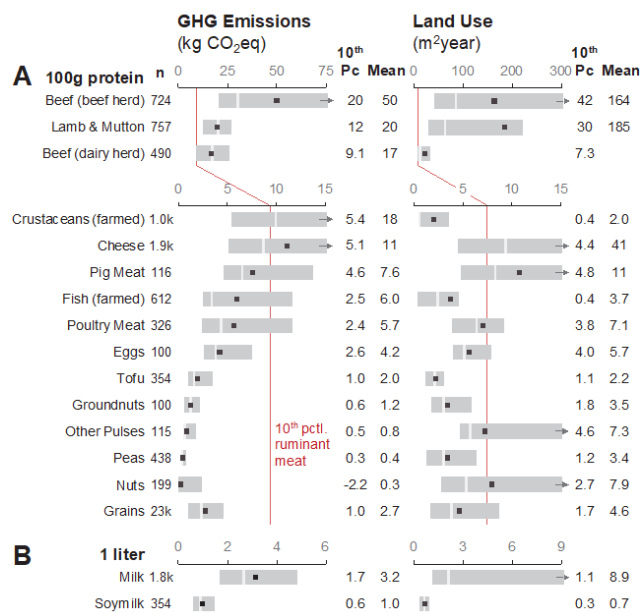 GHG Emissions Land Use
(kg CO₂eq) (m²year)
10th Pc Mean 10th Pc Mean
A 100g protein n 0 25 50 75 0 100 200 300
Beef (beef herd) 724 20 50 42 164
Lamb & Mutton 757 12 20 30 185
Beef (dairy herd) 490 9.1 17 7.3
0 5 10 15 0 5 10 15
Crustaceans (farmed) 1.0k 5.4 18 0.4 2.0
Cheese 1.9k 5.1 11 4.4 41
Pig Meat 116 4.6 7.6 4.8 11
Fish (farmed) 612 2.5 6.0 0.4 3.7
Poultry Meat 326 2.4 5.7 3.8 7.1
Eggs 100 2.6 4.2 4.0 5.7
Tofu 354 1.0 2.0 1.1 2.2
Groundnuts 100 0.6 1.2 1.8 3.5
10th pctl.
ruminant
meat
Other Pulses 115 0.5 0.8 4.6 7.3
Peas 438 0.3 0.4 1.2 3.4
Nuts 199 -2.2 0.3 2.7 7.9
Grains 23k 1.0 2.7 1.7 4.6
B 1 liter 0 2 4 6 0 3 6 9
Milk 1.8k 1.7 3.2 1.1 8.9
Soymilk 354 0.6 1.0 0.3 0.7